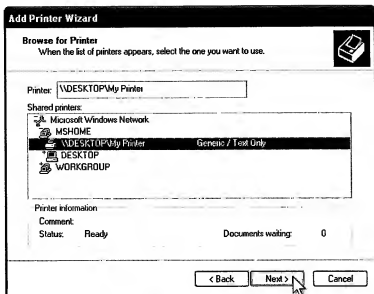 Add Printer Wizard
Browse for Printer
When the list of printers appears, select the one you want to use.
Printer: \\DESKTOP\My Printer
Shared printers:
Microsoft Windows Network
MSHOME
\\DESKTOP\My Printer Generic / Text Only
DESKTOP
WORKGROUP
Printer information
Comment:
Status: Ready Documents waiting: 0
< Back Next > Cancel